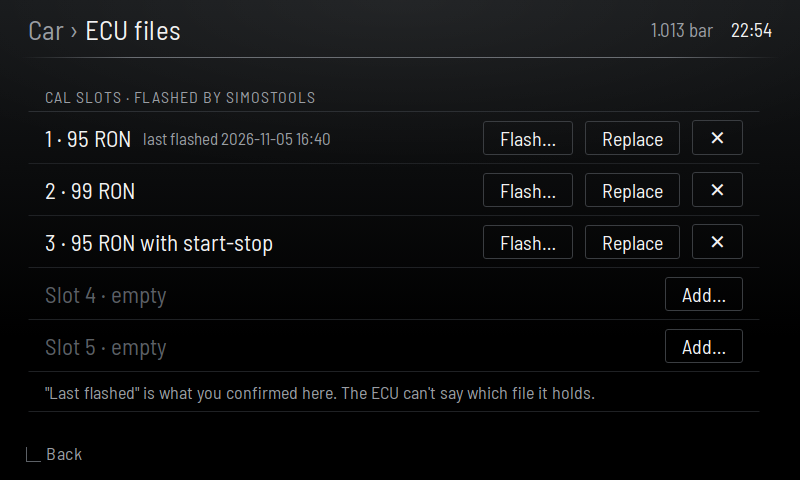 Car › ECU files
1.013 bar 22:54
CAL SLOTS · FLASHED BY SIMOSTOOLS
1 · 95 RON last flashed 2026-11-05 16:40 Flash... Replace ✕
2 · 99 RON Flash... Replace ✕
3 · 95 RON with start-stop Flash... Replace ✕
Slot 4 · empty Add...
Slot 5 · empty Add...
"Last flashed" is what you confirmed here. The ECU can't say which file it holds.
Back